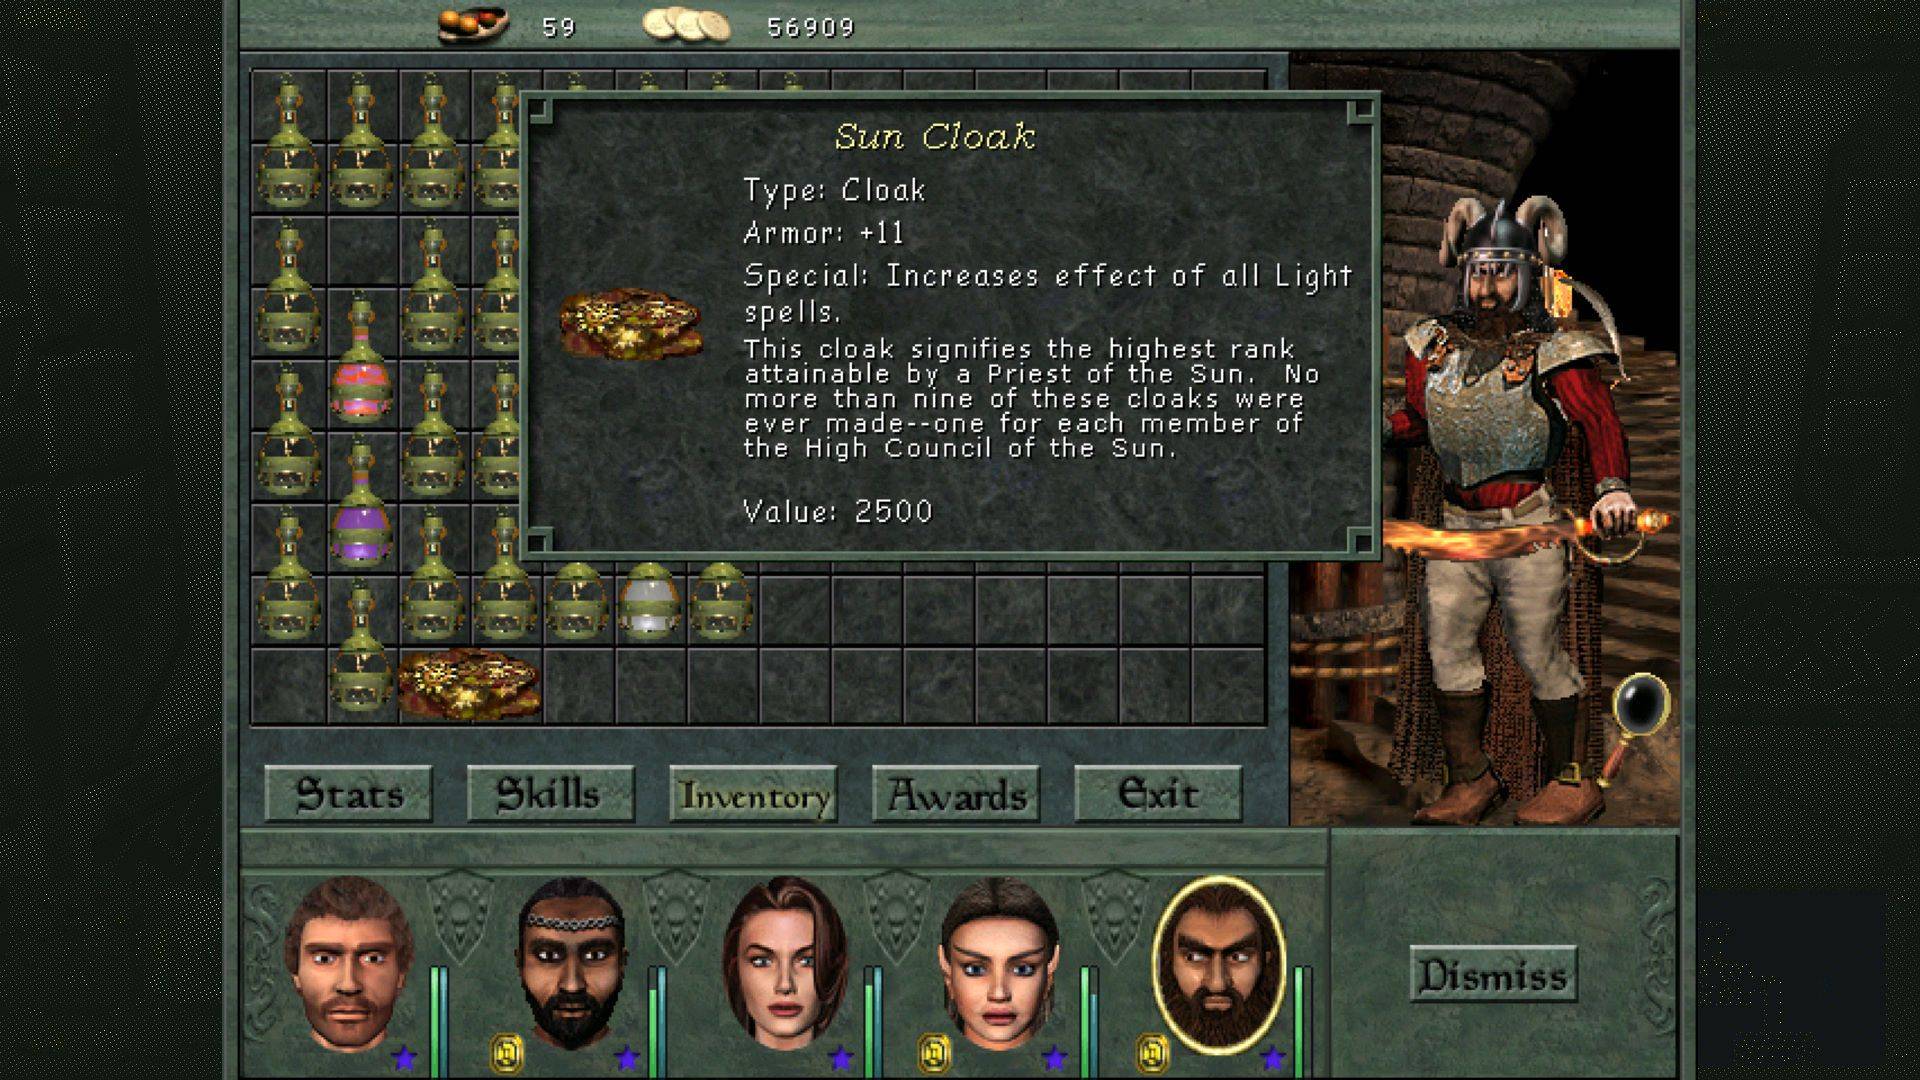 59 56909
Sun Cloak
Type: Cloak
Armor: +11
Special: Increases effect of all Light
spells.
This cloak signifies the highest rank
attainable by a Priest of the Sun. No
more than nine of these cloaks were
ever made--one for each member of
the High Council of the Sun.
Value: 2500
Stats Skills Inventory Awards Exit
Dismiss